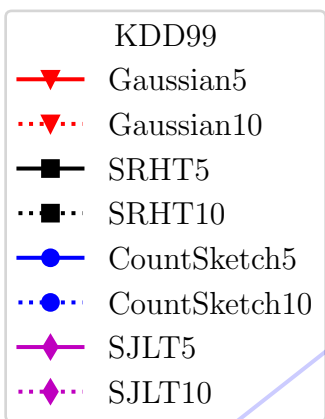 KDD99
Gaussian5
Gaussian10
SRHT5
SRHT10
CountSketch5
CountSketch10
SJLT5
SJLT10